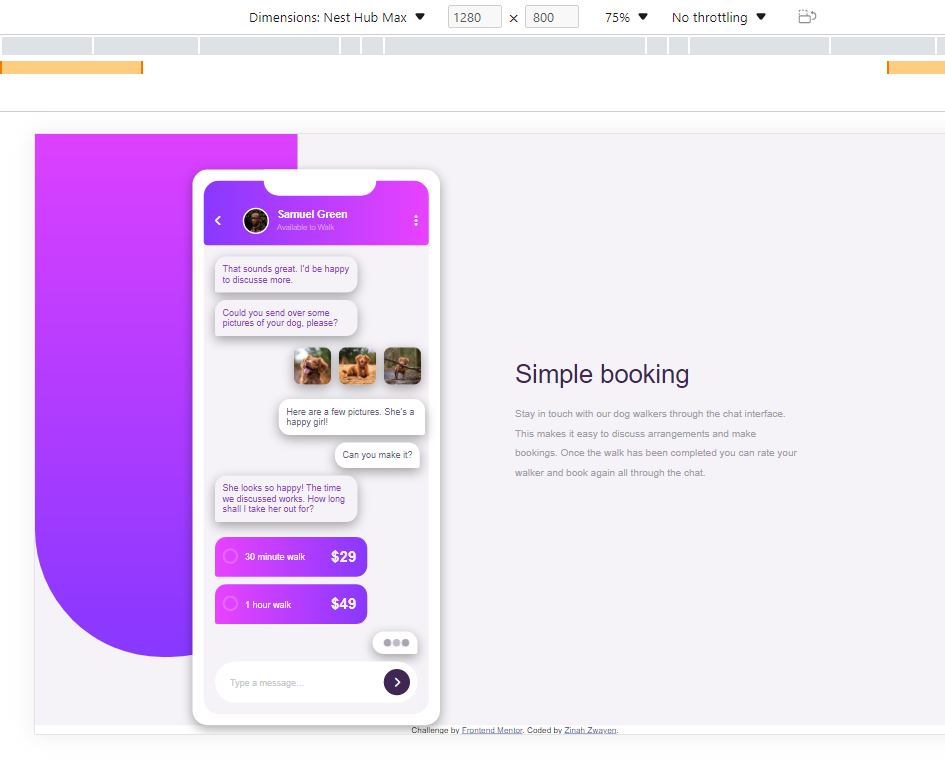 Dimensions: Nest Hub Max
1280 × 800
75%
No throttling
Samuel Green
Available to Walk
That sounds great. I'd be happy
to discusse more.
Could you send over some
pictures of your dog, please?
Here are a few pictures. She's a
happy girl!
Can you make it?
She looks so happy! The time
we discussed works. How long
shall I take her out for?
30 minute walk $29
1 hour walk $49
Type a message…
Simple booking
Stay in touch with our dog walkers through the chat interface.
This makes it easy to discuss arrangements and make
bookings. Once the walk has been completed you can rate your
walker and book again all through the chat.
Challenge by Frontend Mentor. Coded by Zinah Zwayen.